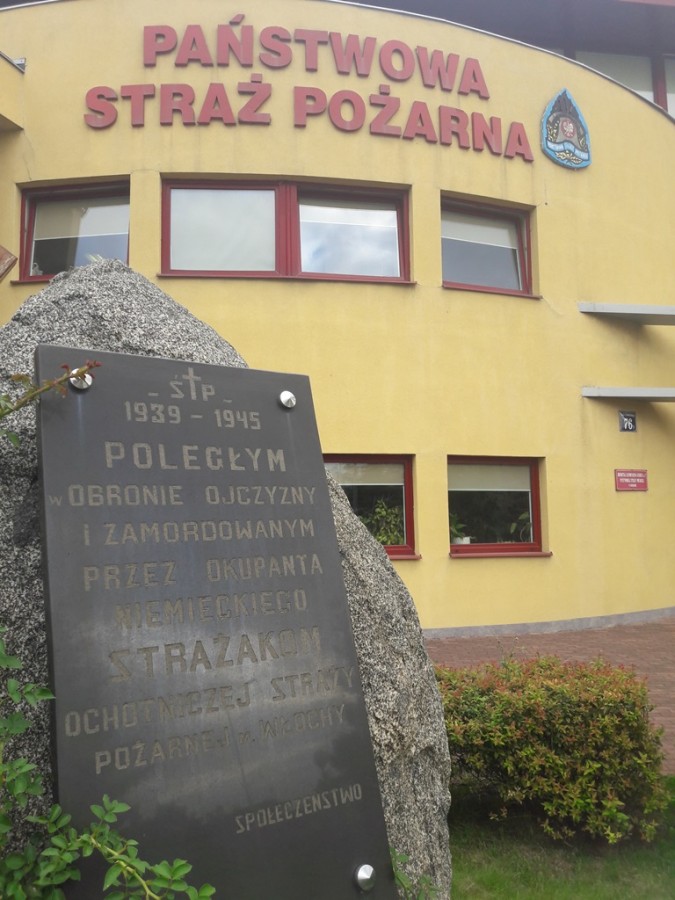 PAŃSTWOWA
STRAŻ POŻARNA
76
- Ś†P -
1939 - 1945
POLEGŁYM
W OBRONIE OJCZYZNY
I ZAMORDOWANYM
PRZEZ OKUPANTA
NIEMIECKIEGO
STRAŻAKOM
OCHOTNICZEJ STRAŻY
POŻARNEJ V. WŁOCHY
SPOŁECZEŃSTWO